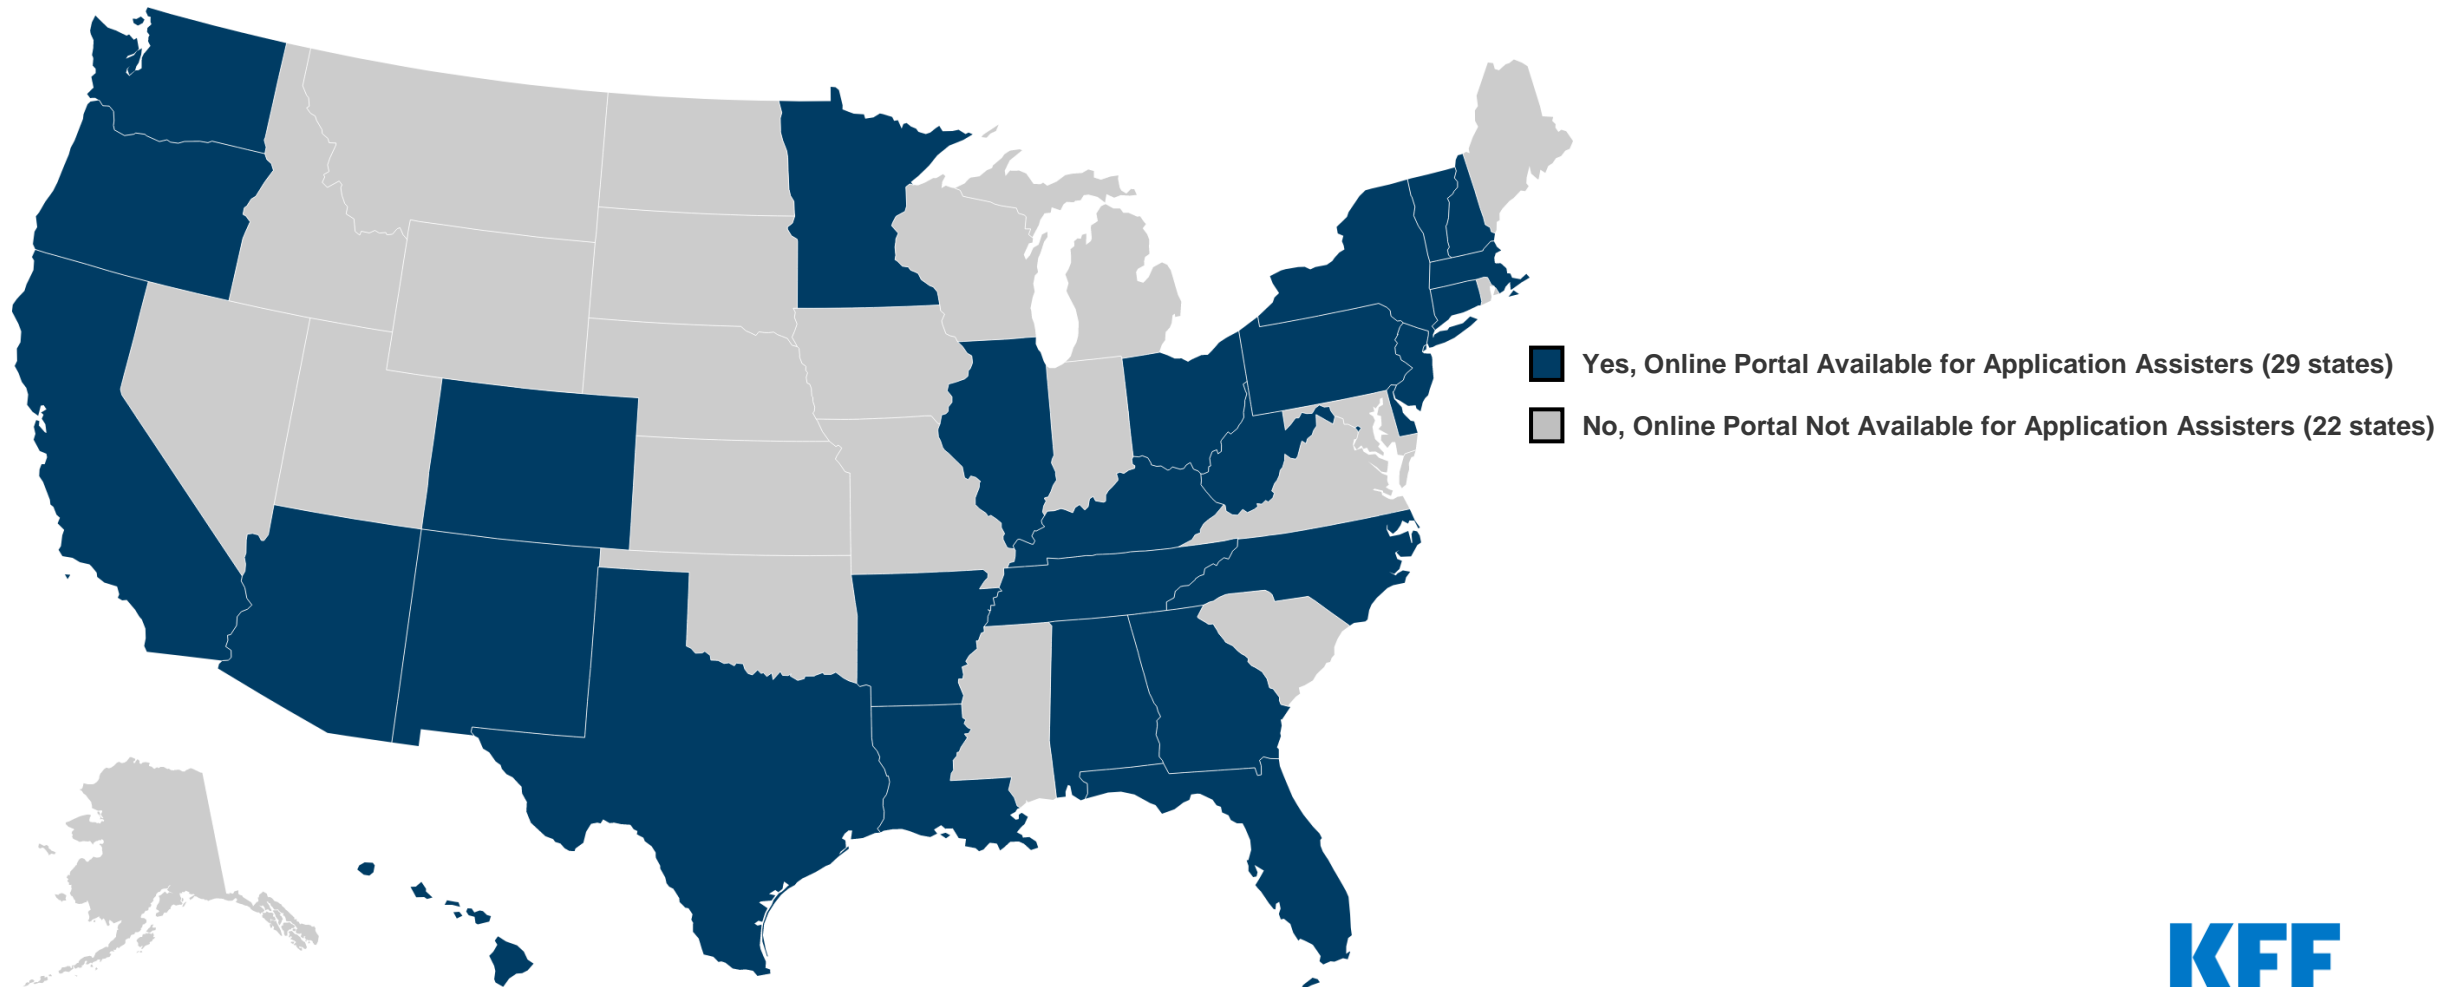 Yes, Online Portal Available for Application Assisters (29 states)
No, Online Portal Not Available for Application Assisters (22 states)
KFF